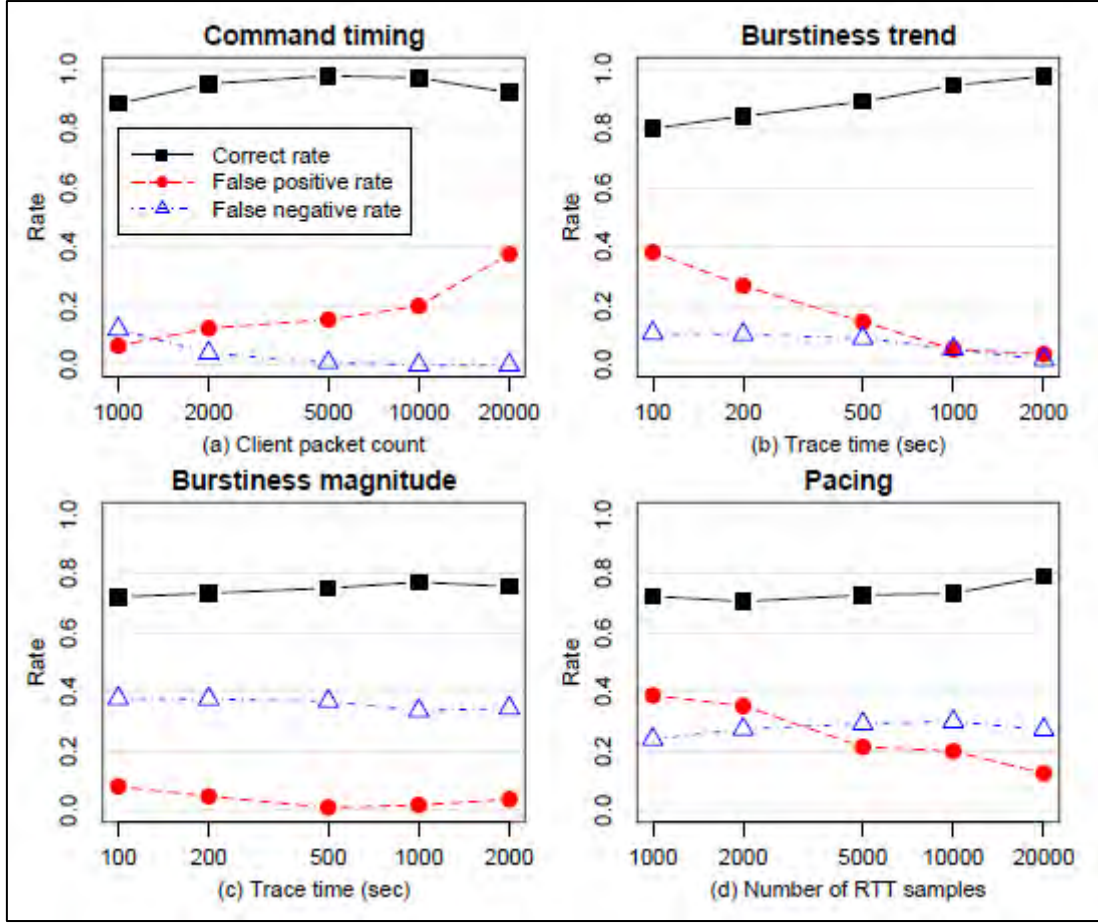 Command timing
Rate
1.0
0.8
0.6
0.4
0.2
0.0
Correct rate
False positive rate
False negative rate
1000 2000 5000 10000 20000
(a) Client packet count
Burstiness trend
Rate
1.0
0.8
0.6
0.4
0.2
0.0
100 200 500 1000 2000
(b) Trace time (sec)
Burstiness magnitude
Rate
1.0
0.8
0.6
0.4
0.2
0.0
100 200 500 1000 2000
(c) Trace time (sec)
Pacing
Rate
1.0
0.8
0.6
0.4
0.2
0.0
1000 2000 5000 10000 20000
(d) Number of RTT samples